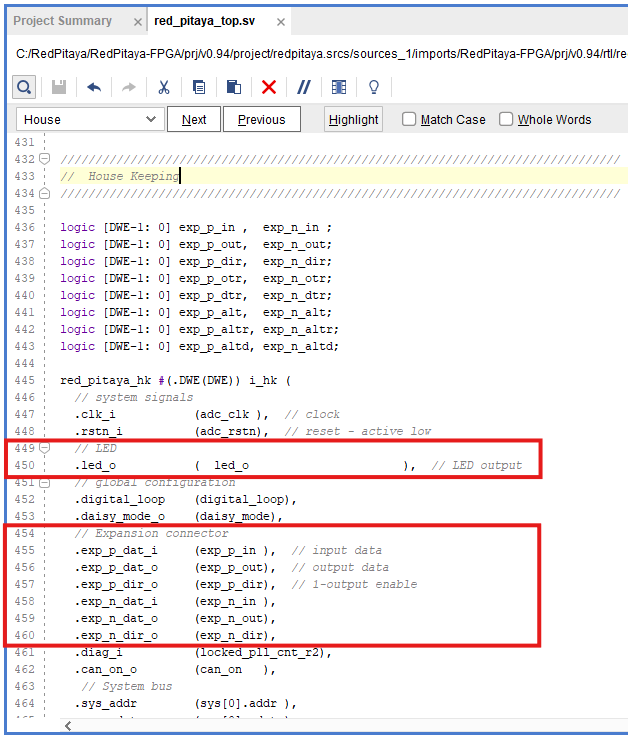 Project Summary × red_pitaya_top.sv ×
C:/RedPitaya/RedPitaya-FPGA/prj/v0.94/project/redpitaya.srcs/sources_1/imports/RedPitaya-FPGA/prj/v0.94/rtl/re
House Next Previous Highlight Match Case Whole Words
431
432 ////////////////////////////////////////////////////////////////////////////////
433 // House Keeping
434 ////////////////////////////////////////////////////////////////////////////////
435
436 logic [DWE-1: 0] exp_p_in , exp_n_in ;
437 logic [DWE-1: 0] exp_p_out, exp_n_out;
438 logic [DWE-1: 0] exp_p_dir, exp_n_dir;
439 logic [DWE-1: 0] exp_p_otr, exp_n_otr;
440 logic [DWE-1: 0] exp_p_dtr, exp_n_dtr;
441 logic [DWE-1: 0] exp_p_alt, exp_n_alt;
442 logic [DWE-1: 0] exp_p_altr, exp_n_altr;
443 logic [DWE-1: 0] exp_p_altd, exp_n_altd;
444
445 red_pitaya_hk #(.DWE(DWE)) i_hk (
446 // system signals
447 .clk_i (adc_clk ), // clock
448 .rstn_i (adc_rstn), // reset - active low
449 // LED
450 .led_o ( led_o ), // LED output
451 // global configuration
452 .digital_loop (digital_loop),
453 .daisy_mode_o (daisy_mode),
454 // Expansion connector
455 .exp_p_dat_i (exp_p_in ), // input data
456 .exp_p_dat_o (exp_p_out), // output data
457 .exp_p_dir_o (exp_p_dir), // 1-output enable
458 .exp_n_dat_i (exp_n_in ),
459 .exp_n_dat_o (exp_n_out),
460 .exp_n_dir_o (exp_n_dir),
461 .diag_i (locked_pll_cnt_r2),
462 .can_on_o (can_on ),
463 // System bus
464 .sys_addr (sys[0].addr ),